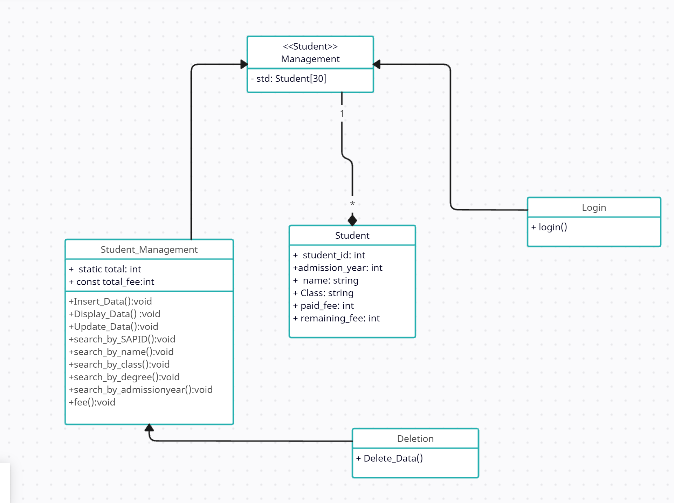 <<Student>>
Management
- std: Student[30]
1
*
Login
+ login()
Student_Management
+ static total: int
+ const total_fee:int
+Insert_Data():void
+Display_Data() :void
+Update_Data():void
+search_by_SAPID():void
+search_by_name():void
+search_by_class():void
+search_by_degree():void
+search_by_admissionyear():void
+fee():void
Student
+ student_id: int
+admission_year: int
+ name: string
+ Class: string
+ paid_fee: int
+ remaining_fee: int
Deletion
+ Delete_Data()